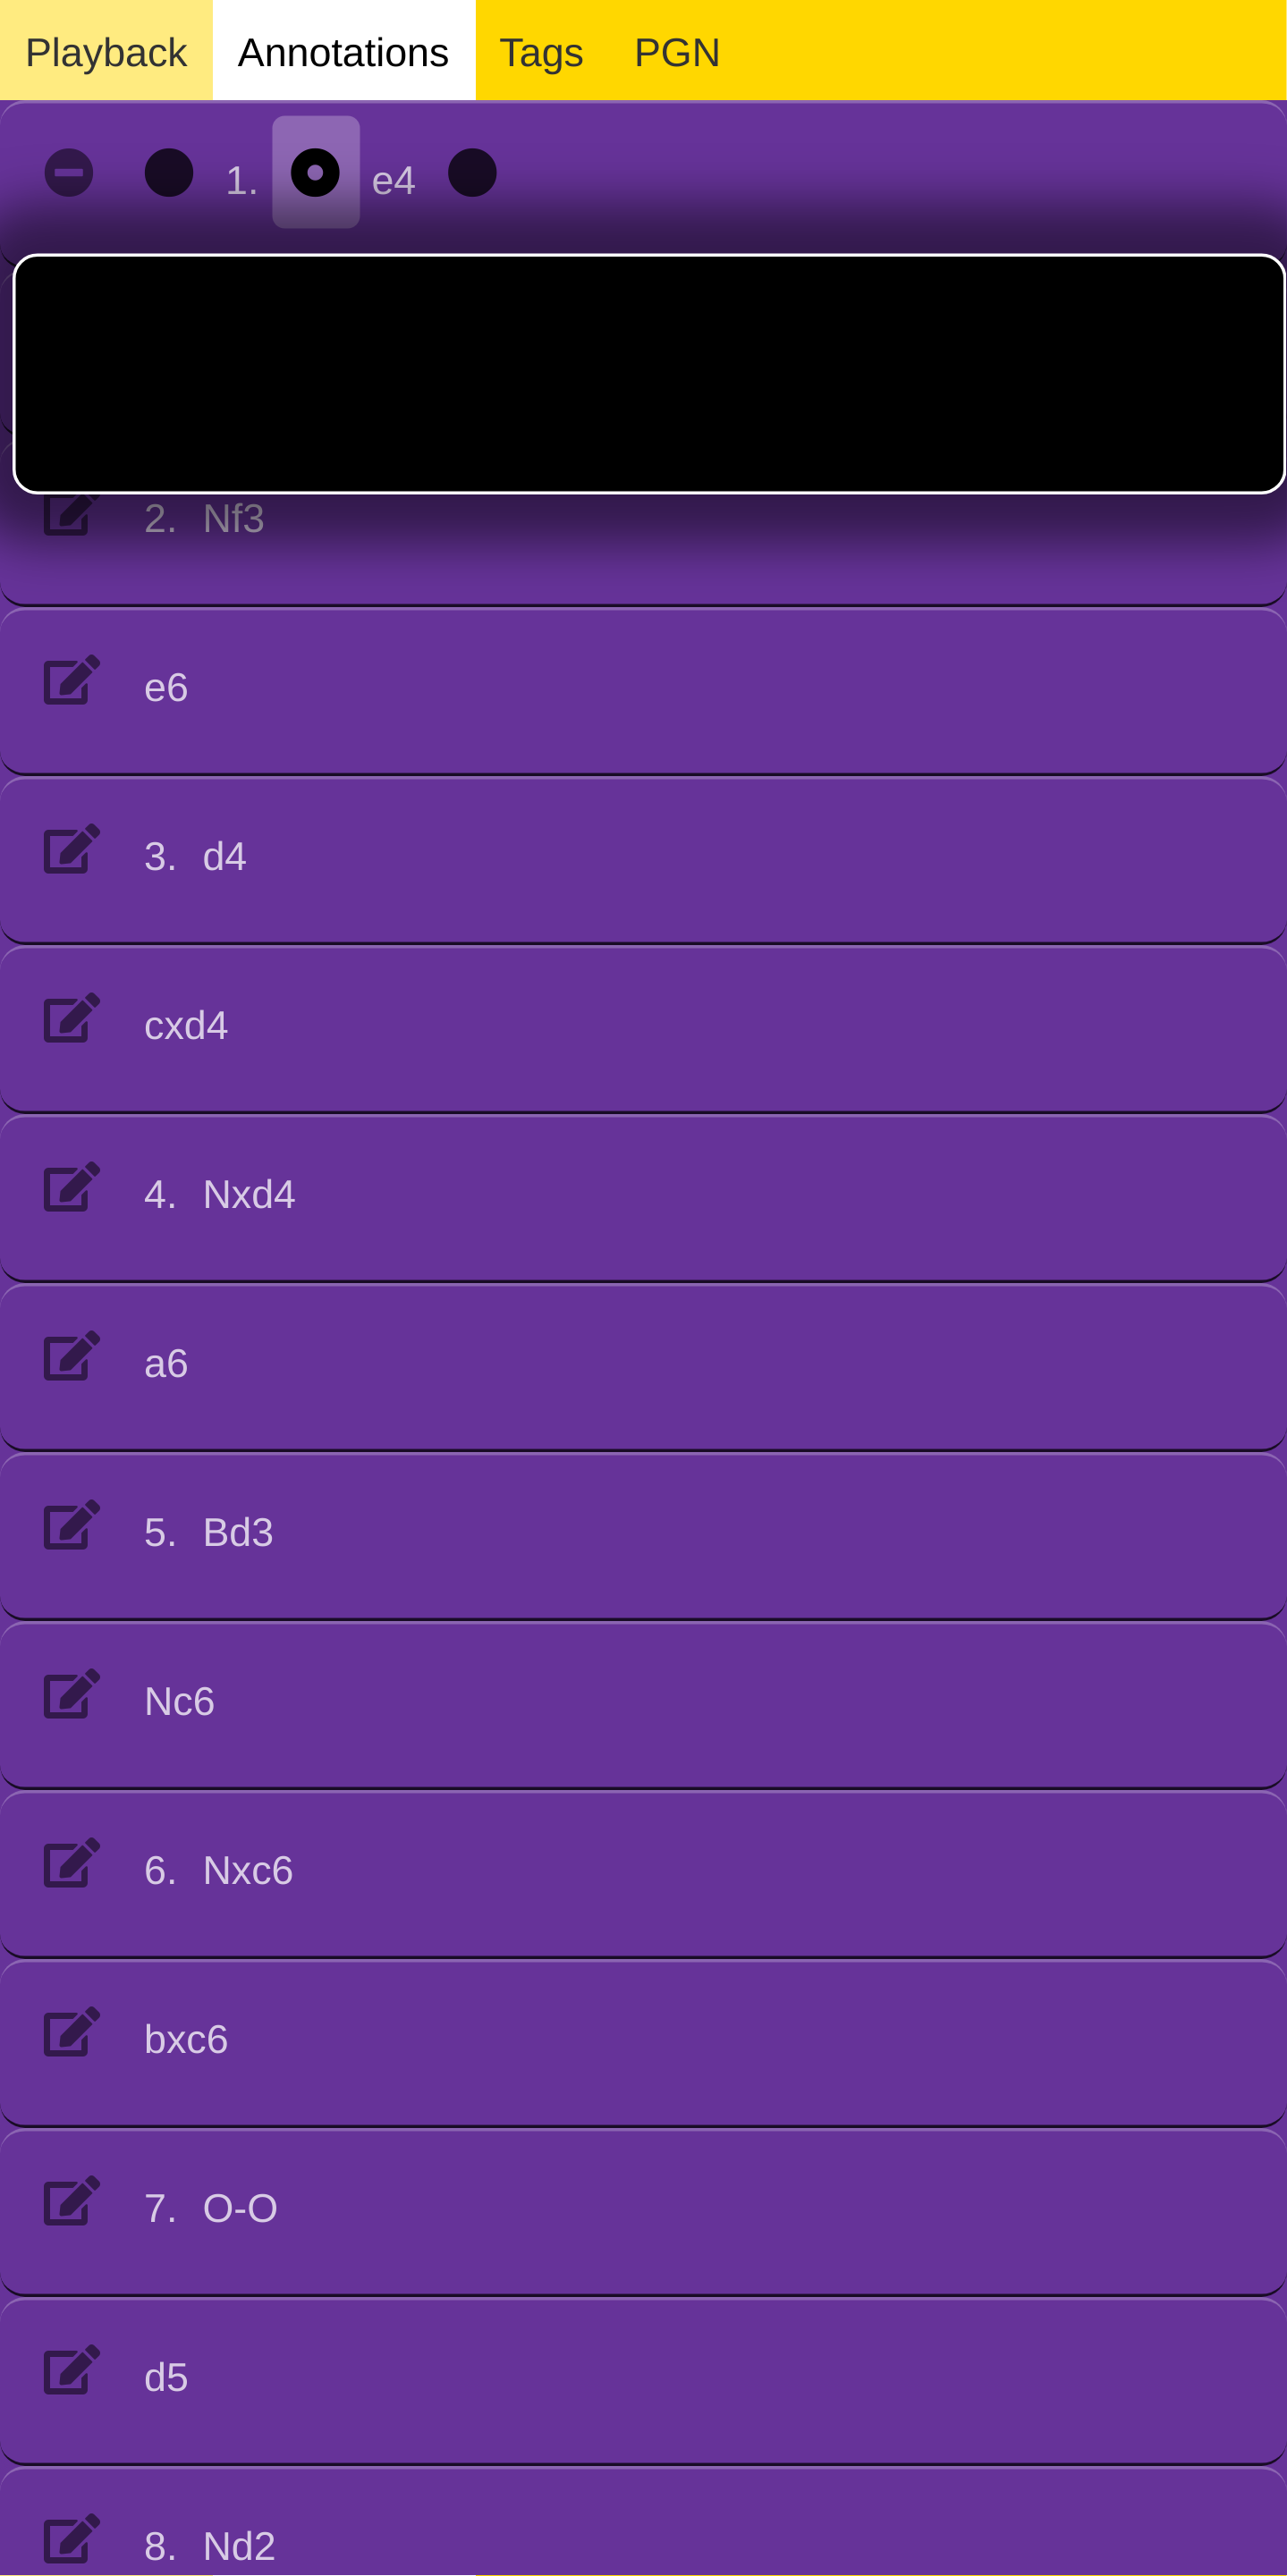 Playback Annotations Tags PGN
1. e4
2. Nf3
e6
3. d4
cxd4
4. Nxd4
a6
5. Bd3
Nc6
6. Nxc6
bxc6
7. O-O
d5
8. Nd2